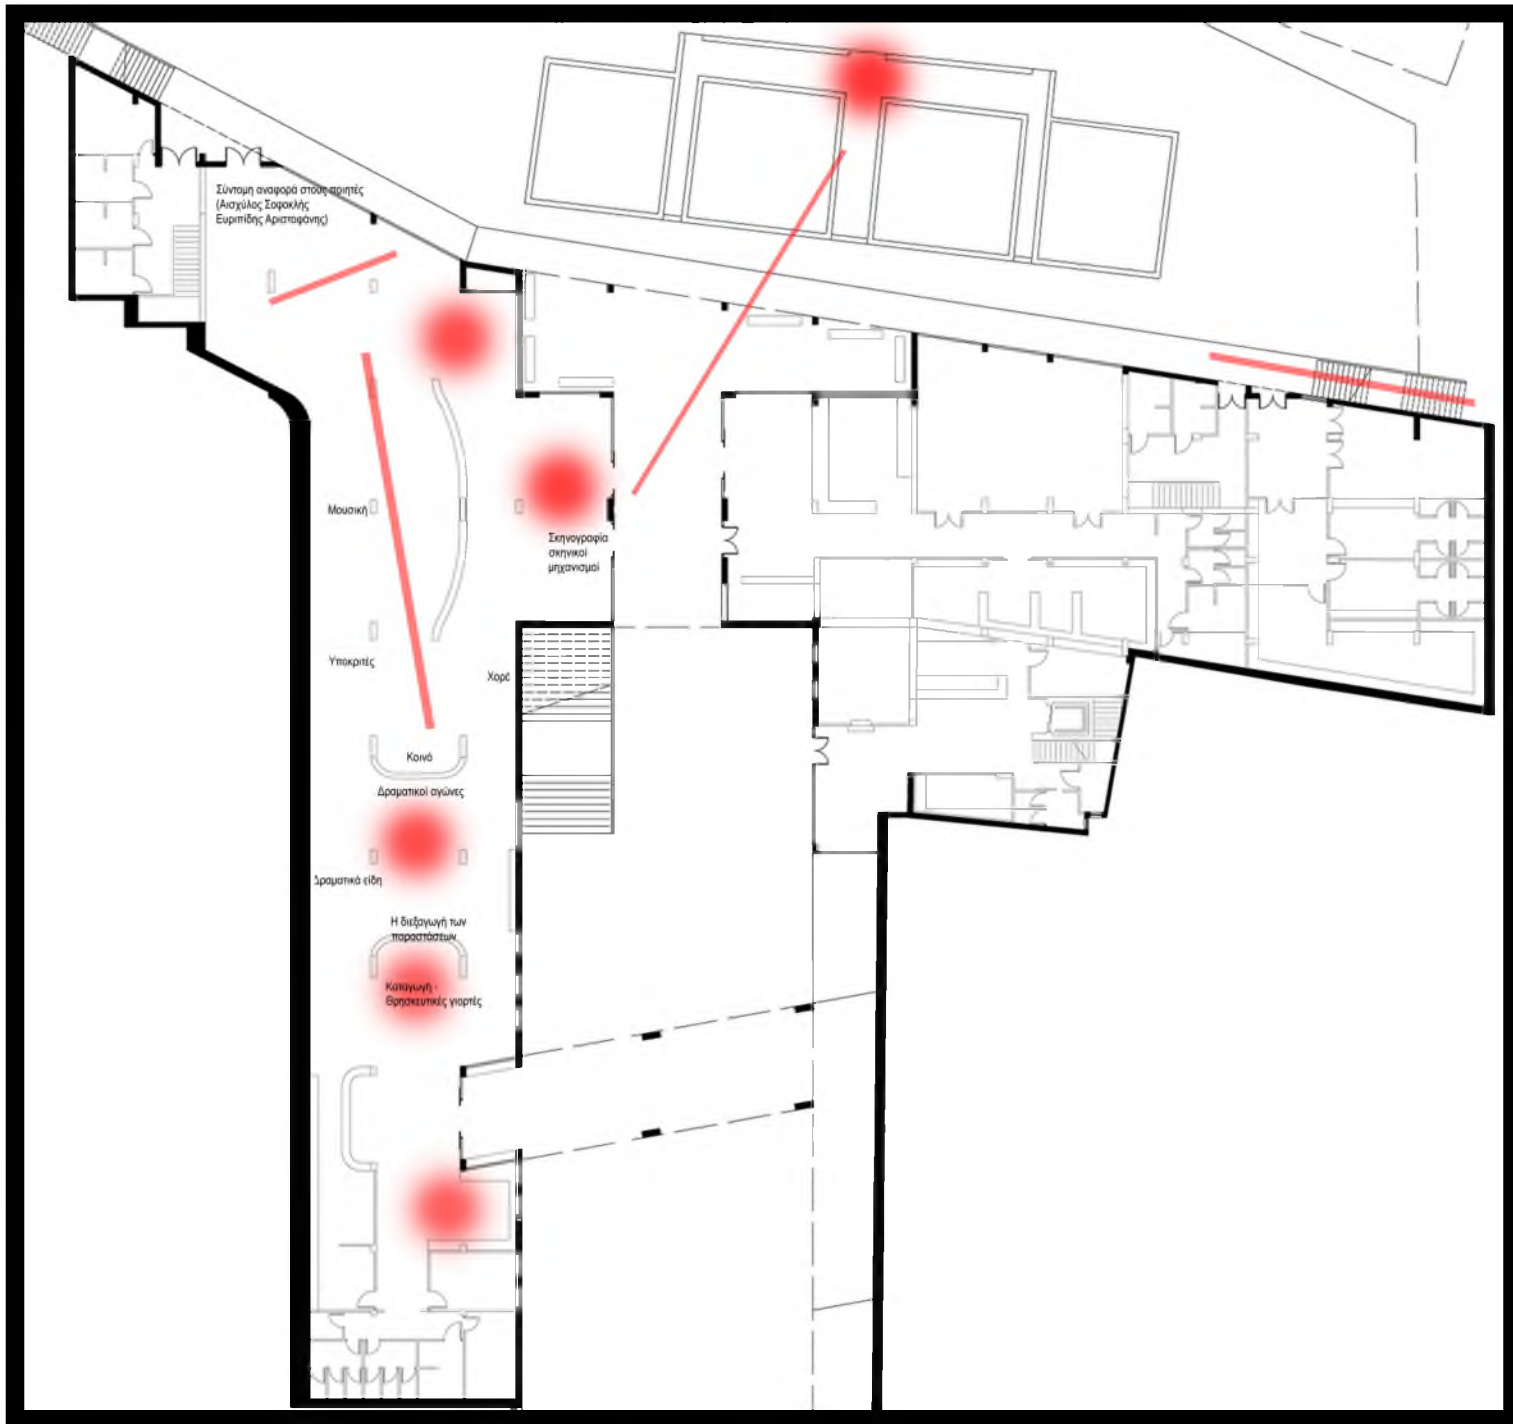 Σύντομη αναφορά στους ποιητές
(Αισχύλος Σοφοκλής
Ευριπίδης Αριστοφάνης)
Μουσική
Σκηνογραφία
σκηνικοί
μηχανισμοί
Υποκριτές
Χορό
Κοινό
Δραματικοί αγώνες
Δραματικά είδη
Η διεξαγωγή των
παραστάσεων
Καταγωγή -
Θρησκευτικές γιορτές